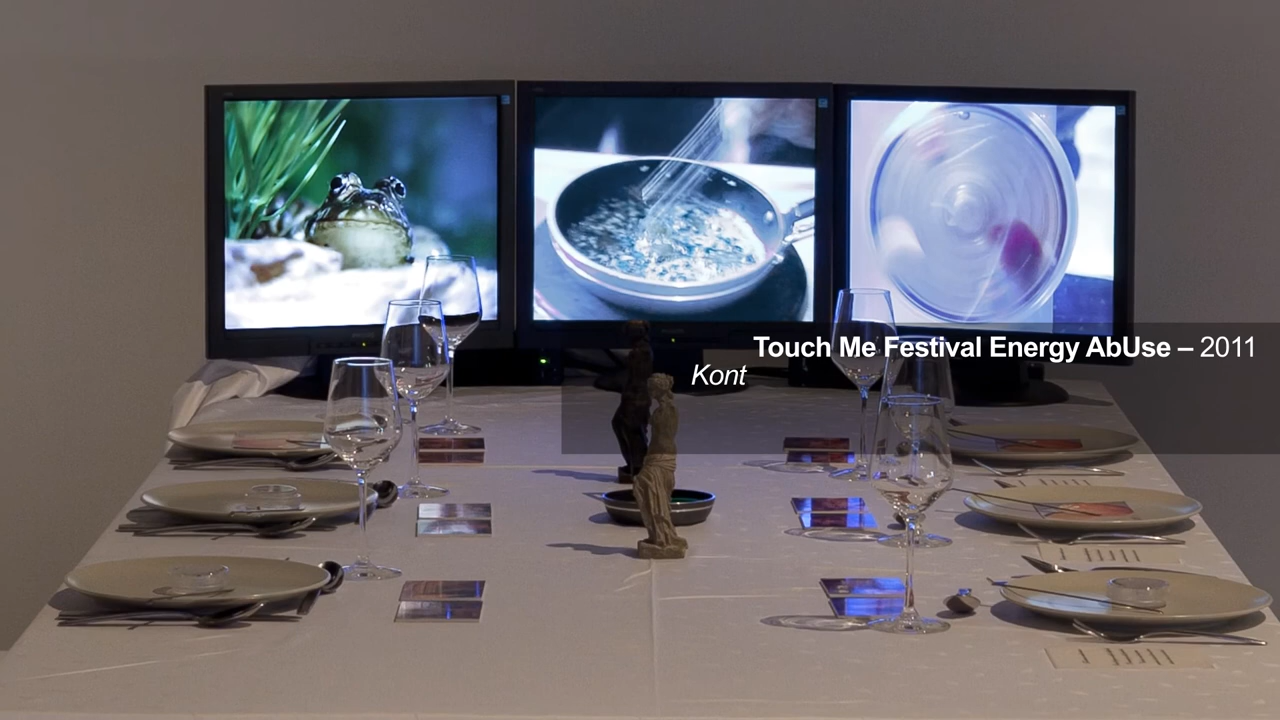 Touch Me Festival Energy AbUse – 2011
Kont